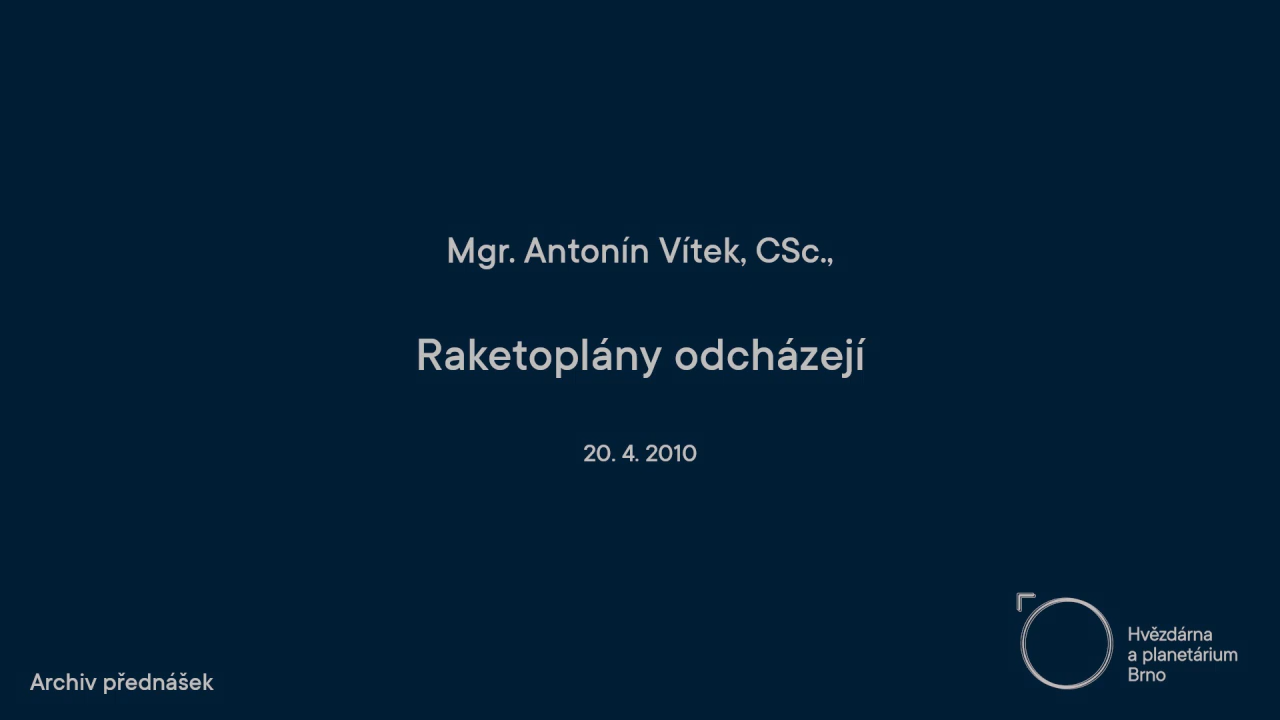 Mgr. Antonín Vítek, CSc.,
Raketoplány odcházejí
20. 4. 2010
Hvězdárna
a planetárium
Brno
Archiv přednášek